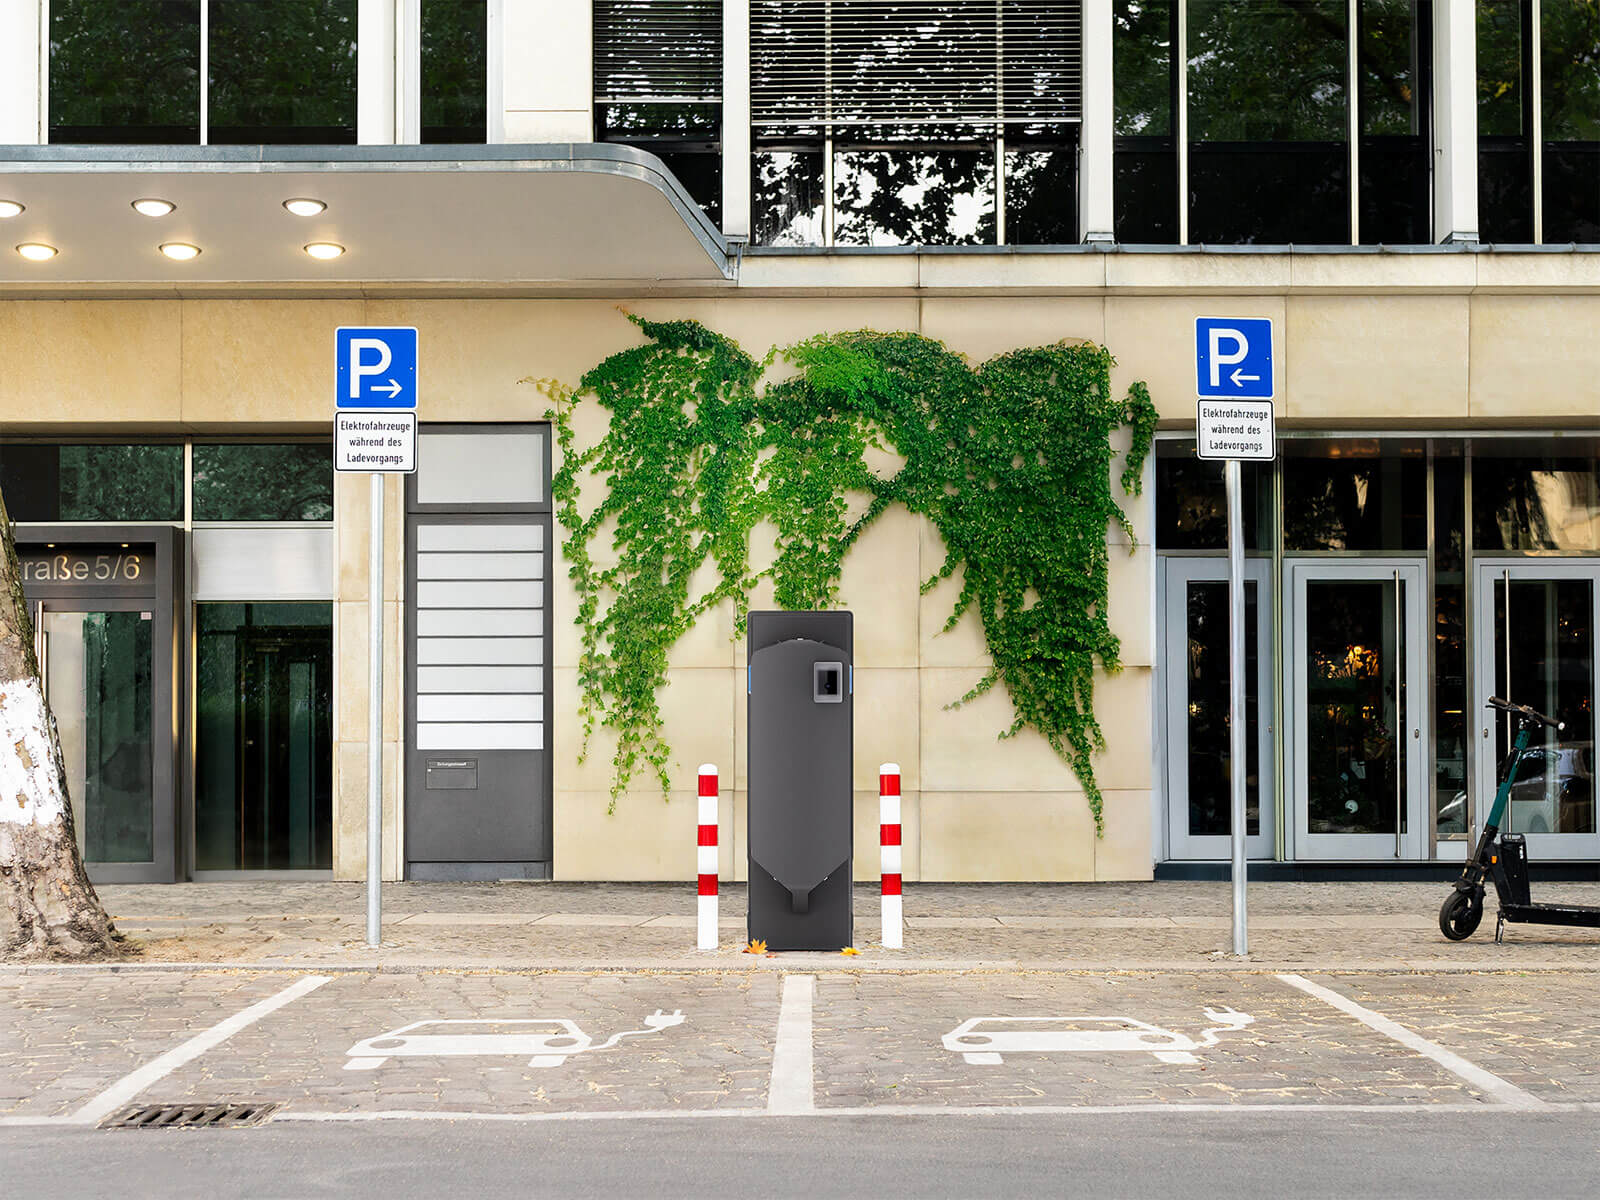 P
Elektrofahrzeuge
während des
Ladevorgangs
P
Elektrofahrzeuge
während des
Ladevorgangs
raße 5/6